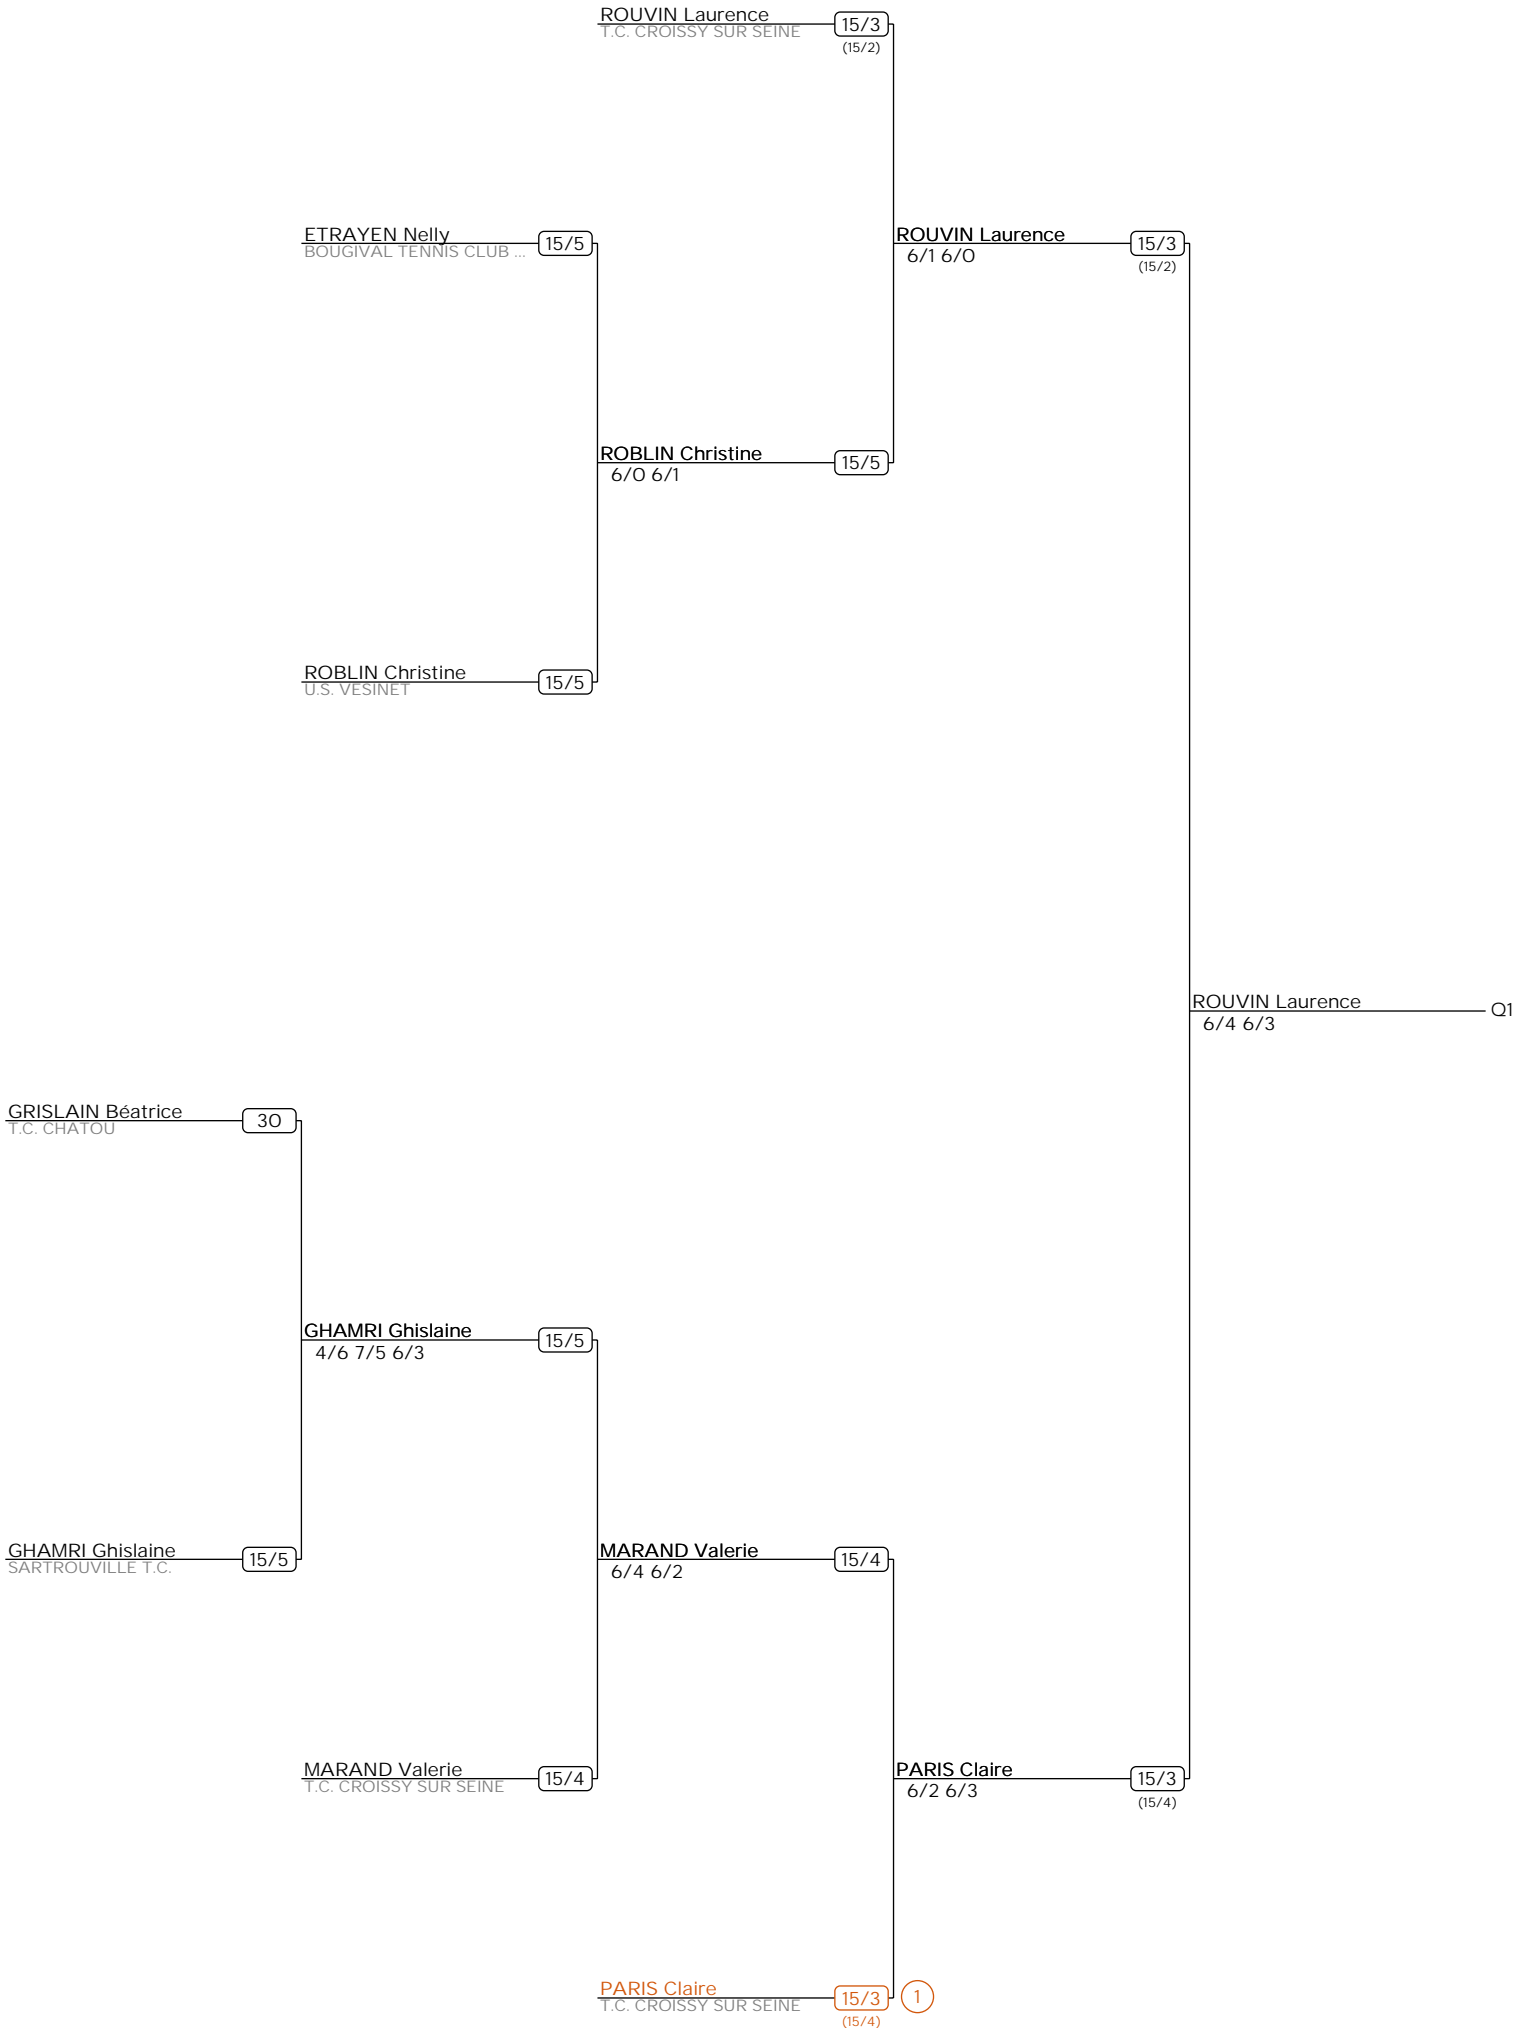 ROUVIN Laurence
T.C. CROISSY SUR SEINE
15/3
(15/2)
ETRAYEN Nelly
BOUGIVAL TENNIS CLUB ...
15/5
ROUVIN Laurence
6/1 6/0
15/3
(15/2)
ROBLIN Christine
6/0 6/1
15/5
ROBLIN Christine
U.S. VESINET
15/5
ROUVIN Laurence
6/4 6/3
Q1
GRISLAIN Béatrice
T.C. CHATOU
30
GHAMRI Ghislaine
4/6 7/5 6/3
15/5
GHAMRI Ghislaine
SARTROUVILLE T.C.
15/5
MARAND Valerie
6/4 6/2
15/4
MARAND Valerie
T.C. CROISSY SUR SEINE
15/4
PARIS Claire
6/2 6/3
15/3
(15/4)
PARIS Claire
T.C. CROISSY SUR SEINE
15/3
(15/4)
1